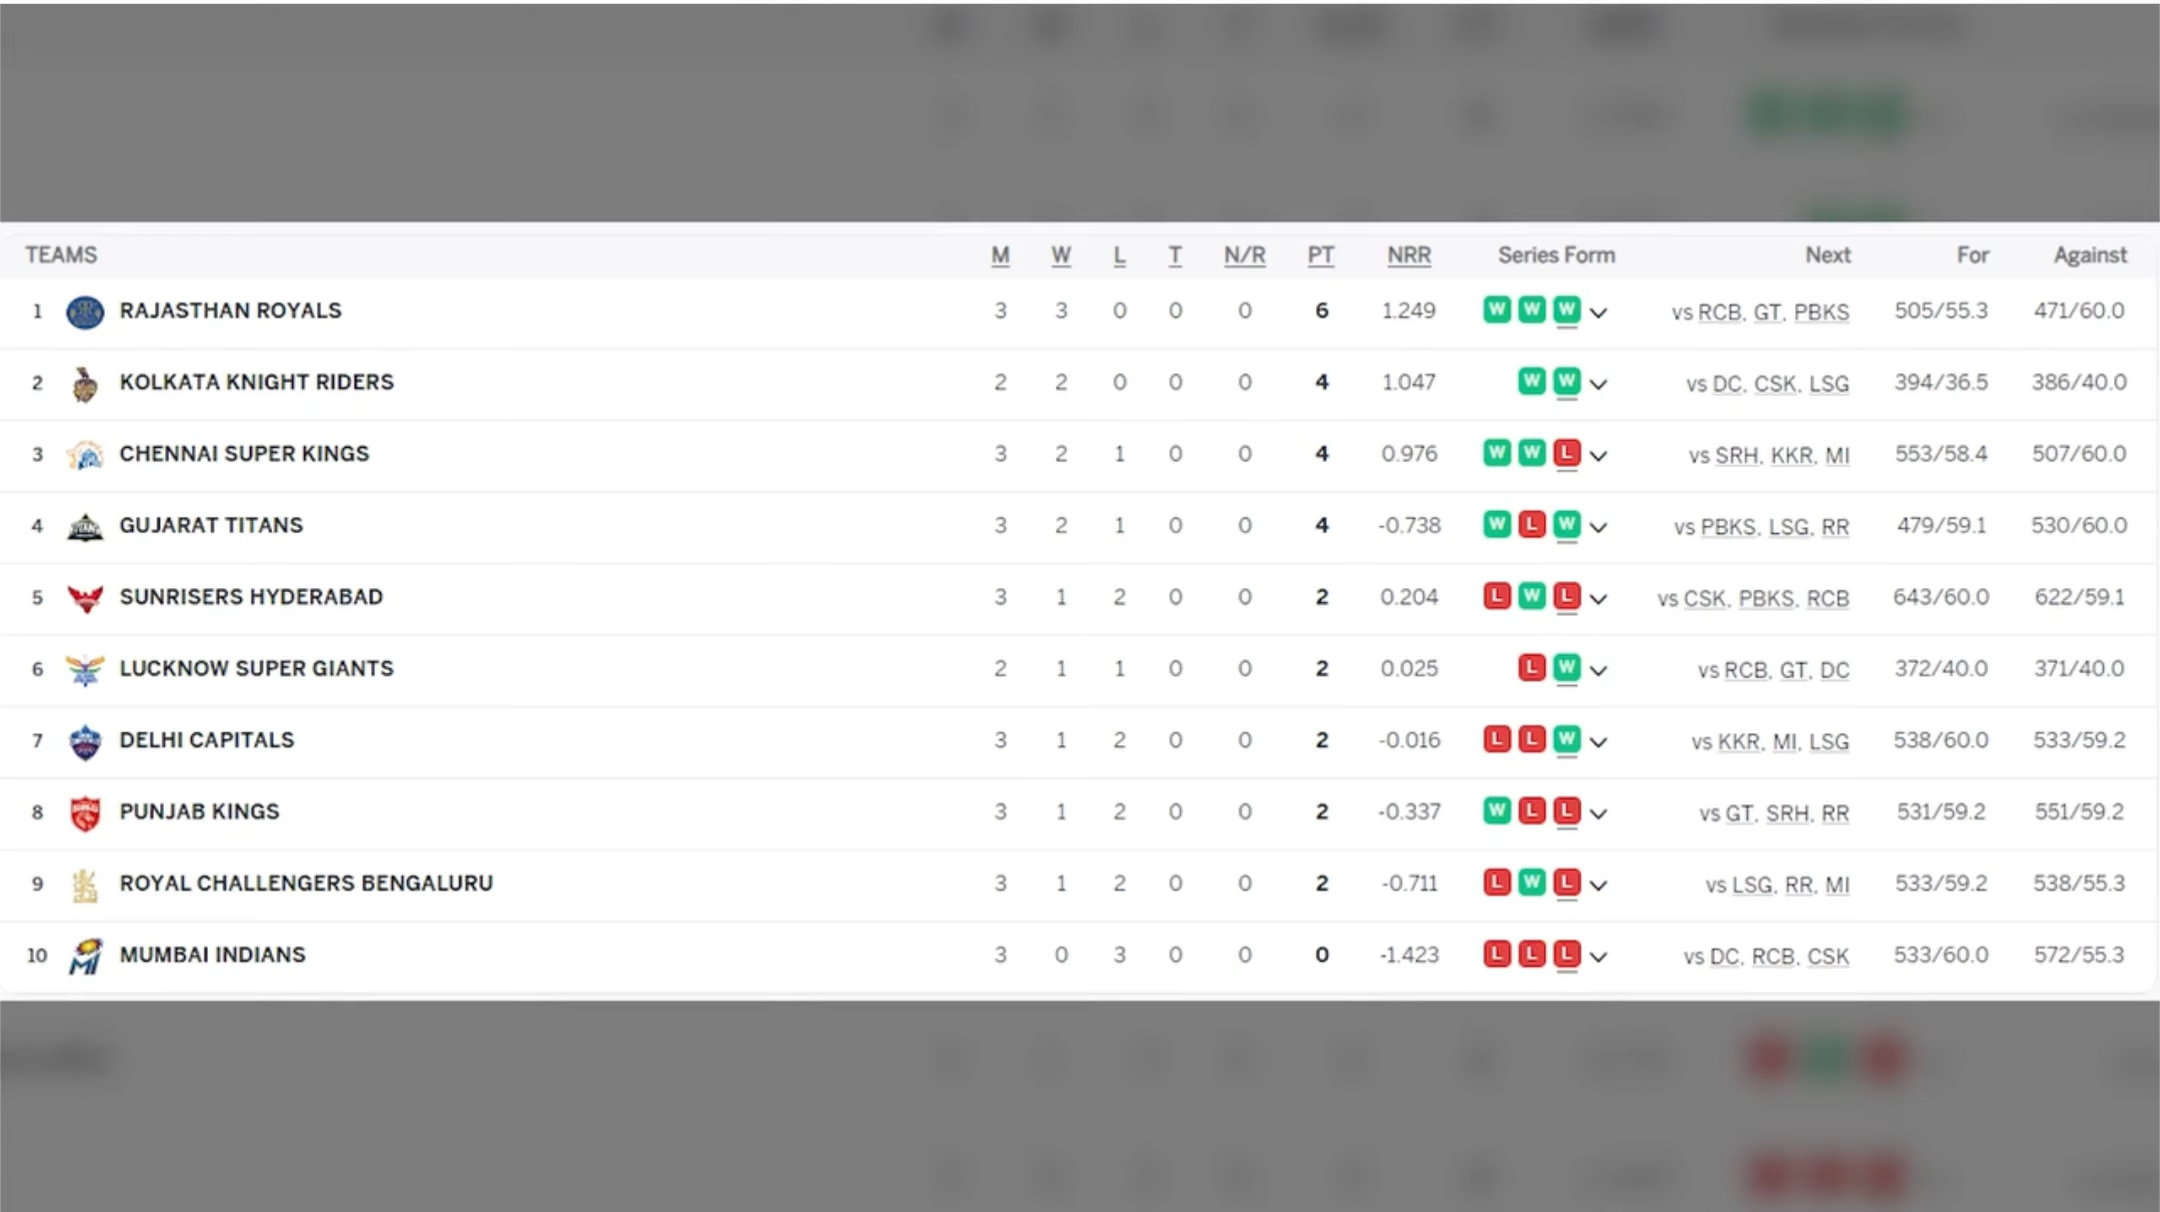 TEAMS M W L T N/R PT NRR Series Form Next For Against
1 RAJASTHAN ROYALS 3 3 0 0 0 6 1.249 W W W vs RCB, GT, PBKS 505/55.3 471/60.0
2 KOLKATA KNIGHT RIDERS 2 2 0 0 0 4 1.047 W W vs DC, CSK, LSG 394/36.5 386/40.0
3 CHENNAI SUPER KINGS 3 2 1 0 0 4 0.976 W W L vs SRH, KKR, MI 553/58.4 507/60.0
4 GUJARAT TITANS 3 2 1 0 0 4 -0.738 W L W vs PBKS, LSG, RR 479/59.1 530/60.0
5 SUNRISERS HYDERABAD 3 1 2 0 0 2 0.204 L W L vs CSK, PBKS, RCB 643/60.0 622/59.1
6 LUCKNOW SUPER GIANTS 2 1 1 0 0 2 0.025 L W vs RCB, GT, DC 372/40.0 371/40.0
7 DELHI CAPITALS 3 1 2 0 0 2 -0.016 L L W vs KKR, MI, LSG 538/60.0 533/59.2
8 PUNJAB KINGS 3 1 2 0 0 2 -0.337 W L L vs GT, SRH, RR 531/59.2 551/59.2
9 ROYAL CHALLENGERS BENGALURU 3 1 2 0 0 2 -0.711 L W L vs LSG, RR, MI 533/59.2 538/55.3
10 MI MUMBAI INDIANS 3 0 3 0 0 0 -1.423 L L L vs DC, RCB, CSK 533/60.0 572/55.3